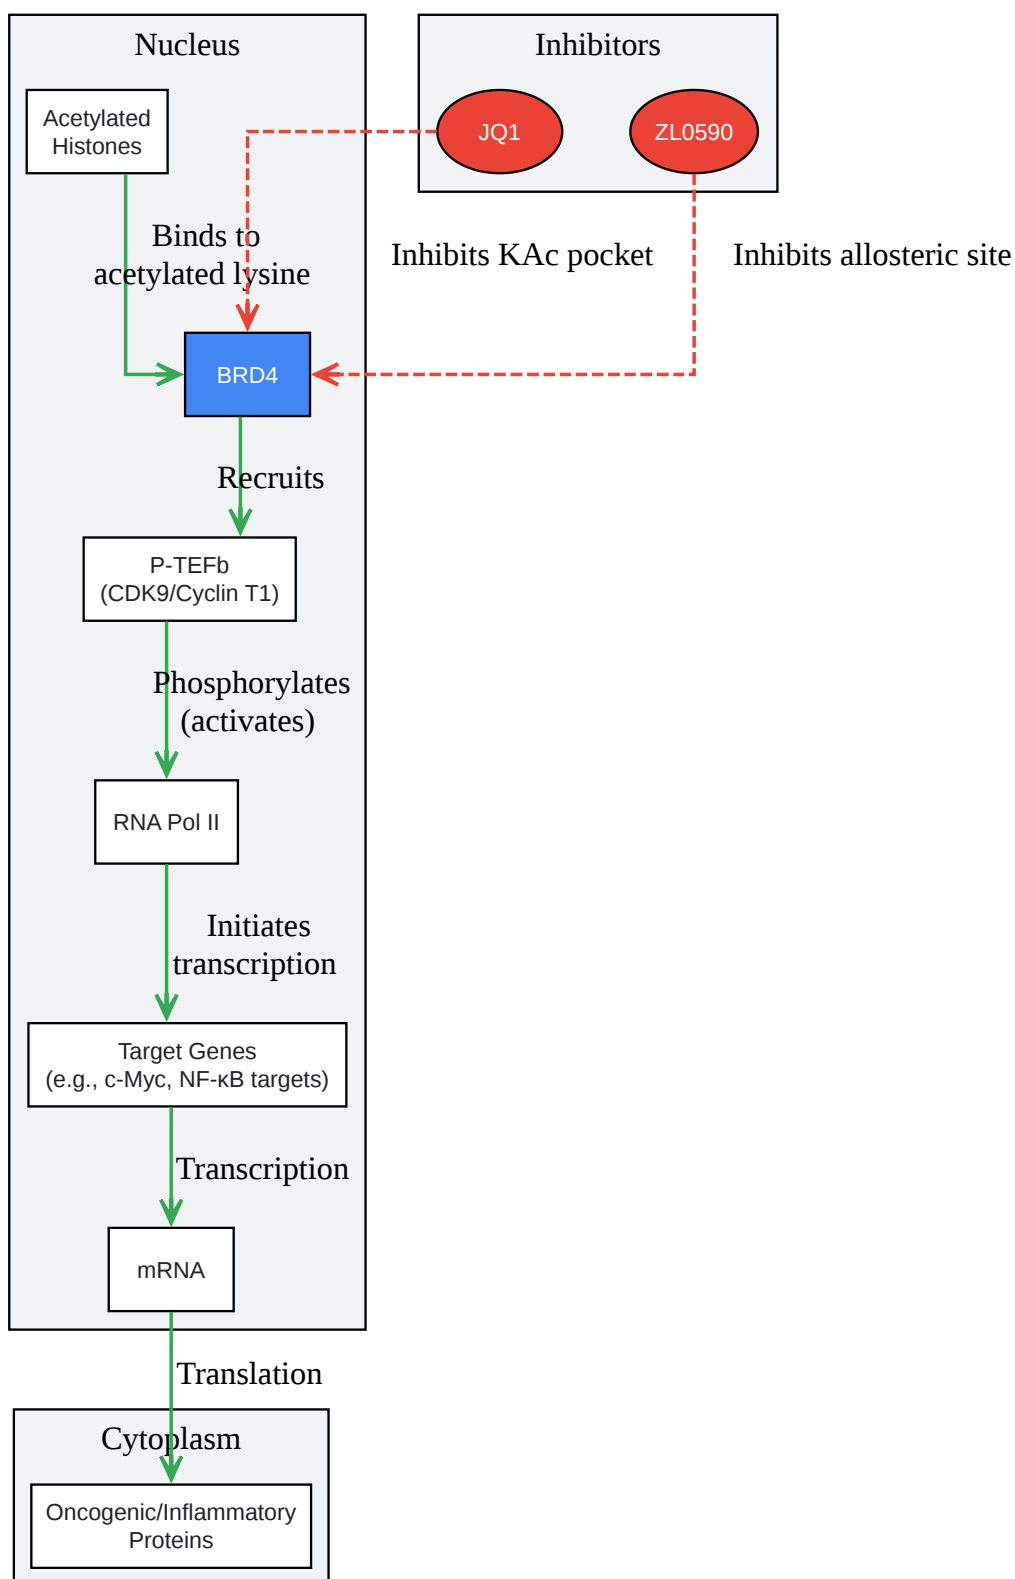 Nucleus
Inhibitors
Acetylated
Histones
JQ1
ZL0590
Binds to
acetylated lysine
Inhibits KAc pocket
Inhibits allosteric site
BRD4
Recruits
P-TEFb
(CDK9/Cyclin T1)
Phosphorylates
(activates)
RNA Pol II
Initiates
transcription
Target Genes
(e.g., c-Myc, NF-κB targets)
Transcription
mRNA
Translation
Cytoplasm
Oncogenic/Inflammatory
Proteins